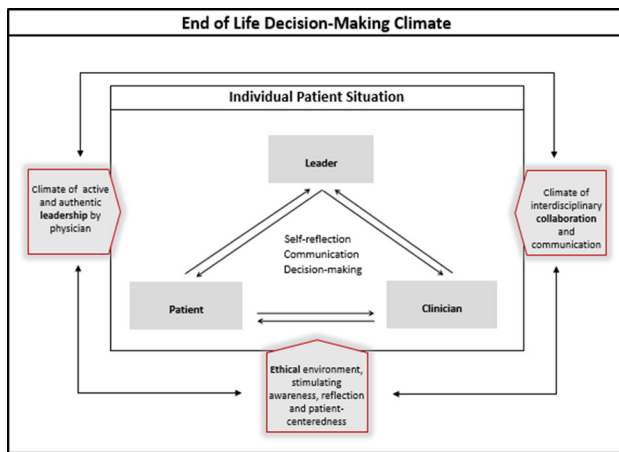 End of Life Decision-Making Climate
Individual Patient Situation
Leader
Climate of active
and authentic
leadership by
physician
Climate of
interdisciplinary
collaboration
and
communication
Self-reflection
Communication
Decision-making
Patient
Clinician
Ethical environment,
stimulating
awareness, reflection
and patient-
centeredness